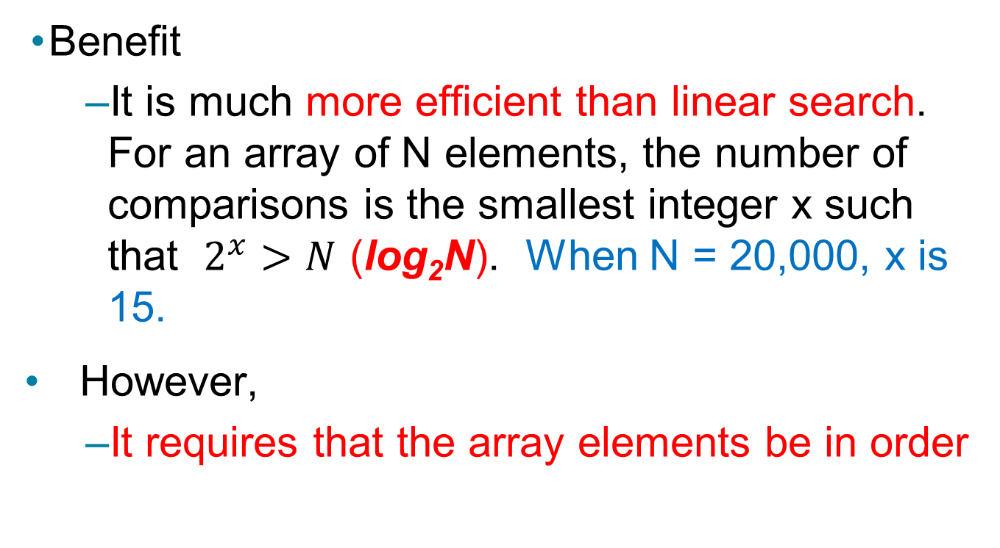 •Benefit
–It is much more efficient than linear search.
For an array of N elements, the number of
comparisons is the smallest integer x such
that 2ˣ > N (log₂N). When N = 20,000, x is
15.
• However,
–It requires that the array elements be in order